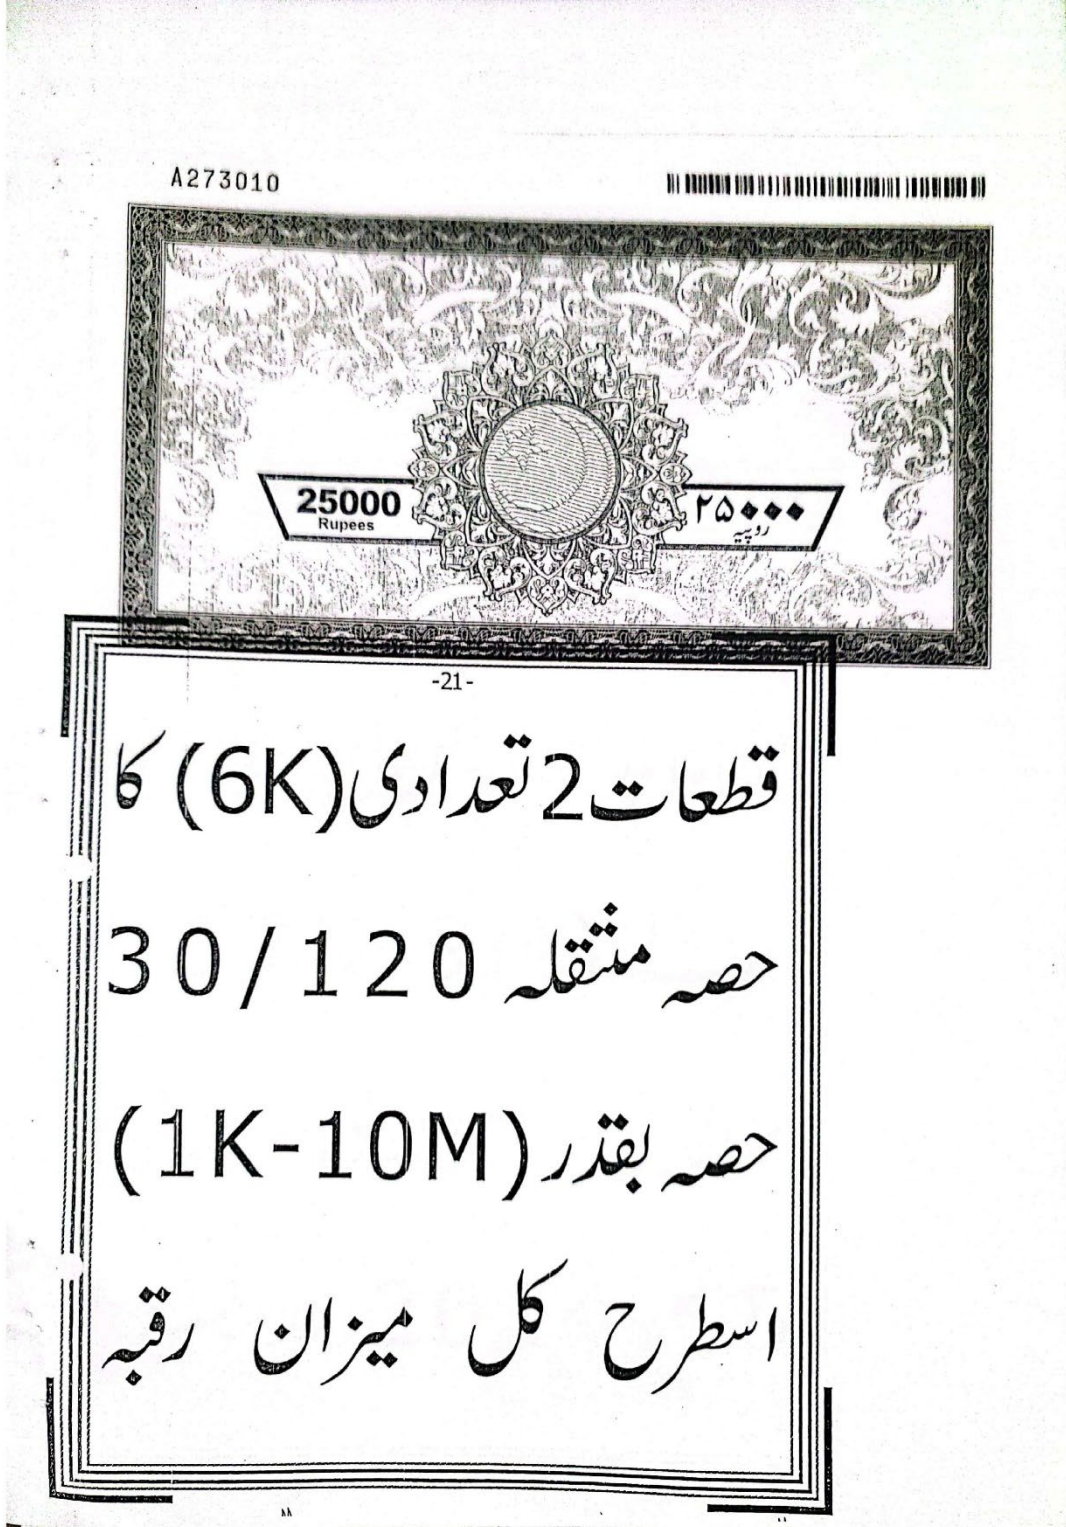 A273010
25000
Rupees
۲۵۰۰۰
روپیہ
-21-
قطعات 2 تعدادی (6K) کا
حصہ منتقلہ 30/120
حصہ بقدر (1K-10M)
اسطرح کل میزان رقبہ